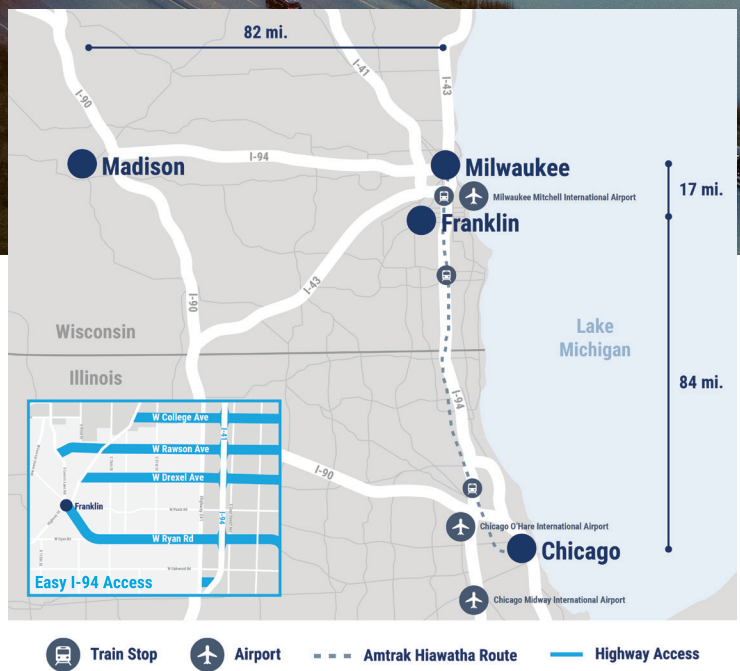 82 mi.
I-90
I-41
I-43
Madison
I-94
Milwaukee
Milwaukee Mitchell International Airport
17 mi.
Franklin
I-43
I-90
Wisconsin
Illinois
Lake
Michigan
84 mi.
I-94
I-90
W College Ave
I-41
W Rawson Ave
W Drexel Ave
Franklin
I-94
W Ryan Rd
Easy I-94 Access
Chicago O'Hare International Airport
Chicago
Chicago Midway International Airport
Train Stop
Airport
Amtrak Hiawatha Route
Highway Access